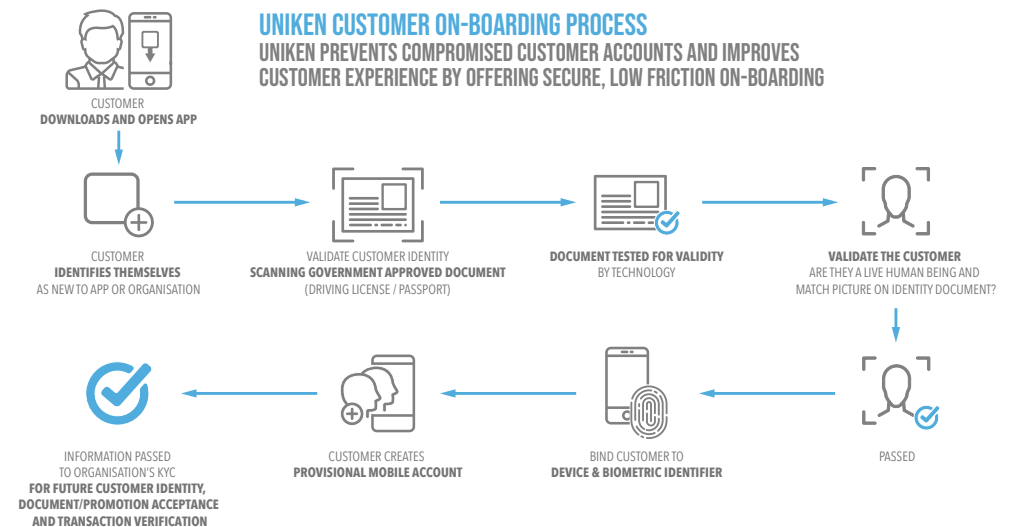 UNIKEN CUSTOMER ON-BOARDING PROCESS
UNIKEN PREVENTS COMPROMISED CUSTOMER ACCOUNTS AND IMPROVES
CUSTOMER EXPERIENCE BY OFFERING SECURE, LOW FRICTION ON-BOARDING
CUSTOMER
DOWNLOADS AND OPENS APP
CUSTOMER
IDENTIFIES THEMSELVES
AS NEW TO APP OR ORGANISATION
VALIDATE CUSTOMER IDENTITY
SCANNING GOVERNMENT APPROVED DOCUMENT
(DRIVING LICENSE / PASSPORT)
DOCUMENT TESTED FOR VALIDITY
BY TECHNOLOGY
VALIDATE THE CUSTOMER
ARE THEY A LIVE HUMAN BEING AND
MATCH PICTURE ON IDENTITY DOCUMENT?
PASSED
BIND CUSTOMER TO
DEVICE & BIOMETRIC IDENTIFIER
CUSTOMER CREATES
PROVISIONAL MOBILE ACCOUNT
INFORMATION PASSED
TO ORGANISATION'S KYC
FOR FUTURE CUSTOMER IDENTITY,
DOCUMENT/PROMOTION ACCEPTANCE
AND TRANSACTION VERIFICATION